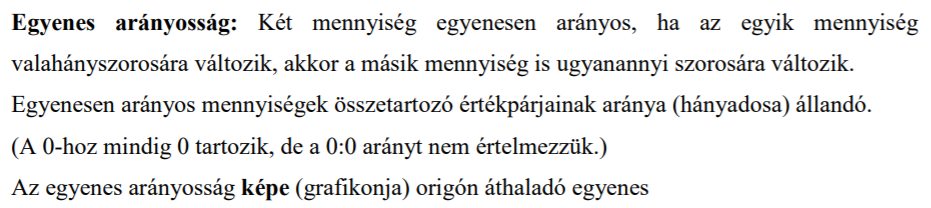 Egyenes arányosság: Két mennyiség egyenesen arányos, ha az egyik mennyiség
valahányszorosára változik, akkor a másik mennyiség is ugyanannyi szorosára változik.
Egyenesen arányos mennyiségek összetartozó értékpárjainak aránya (hányadosa) állandó.
(A 0-hoz mindig 0 tartozik, de a 0:0 arányt nem értelmezzük.)
Az egyenes arányosság képe (grafikonja) origón áthaladó egyenes